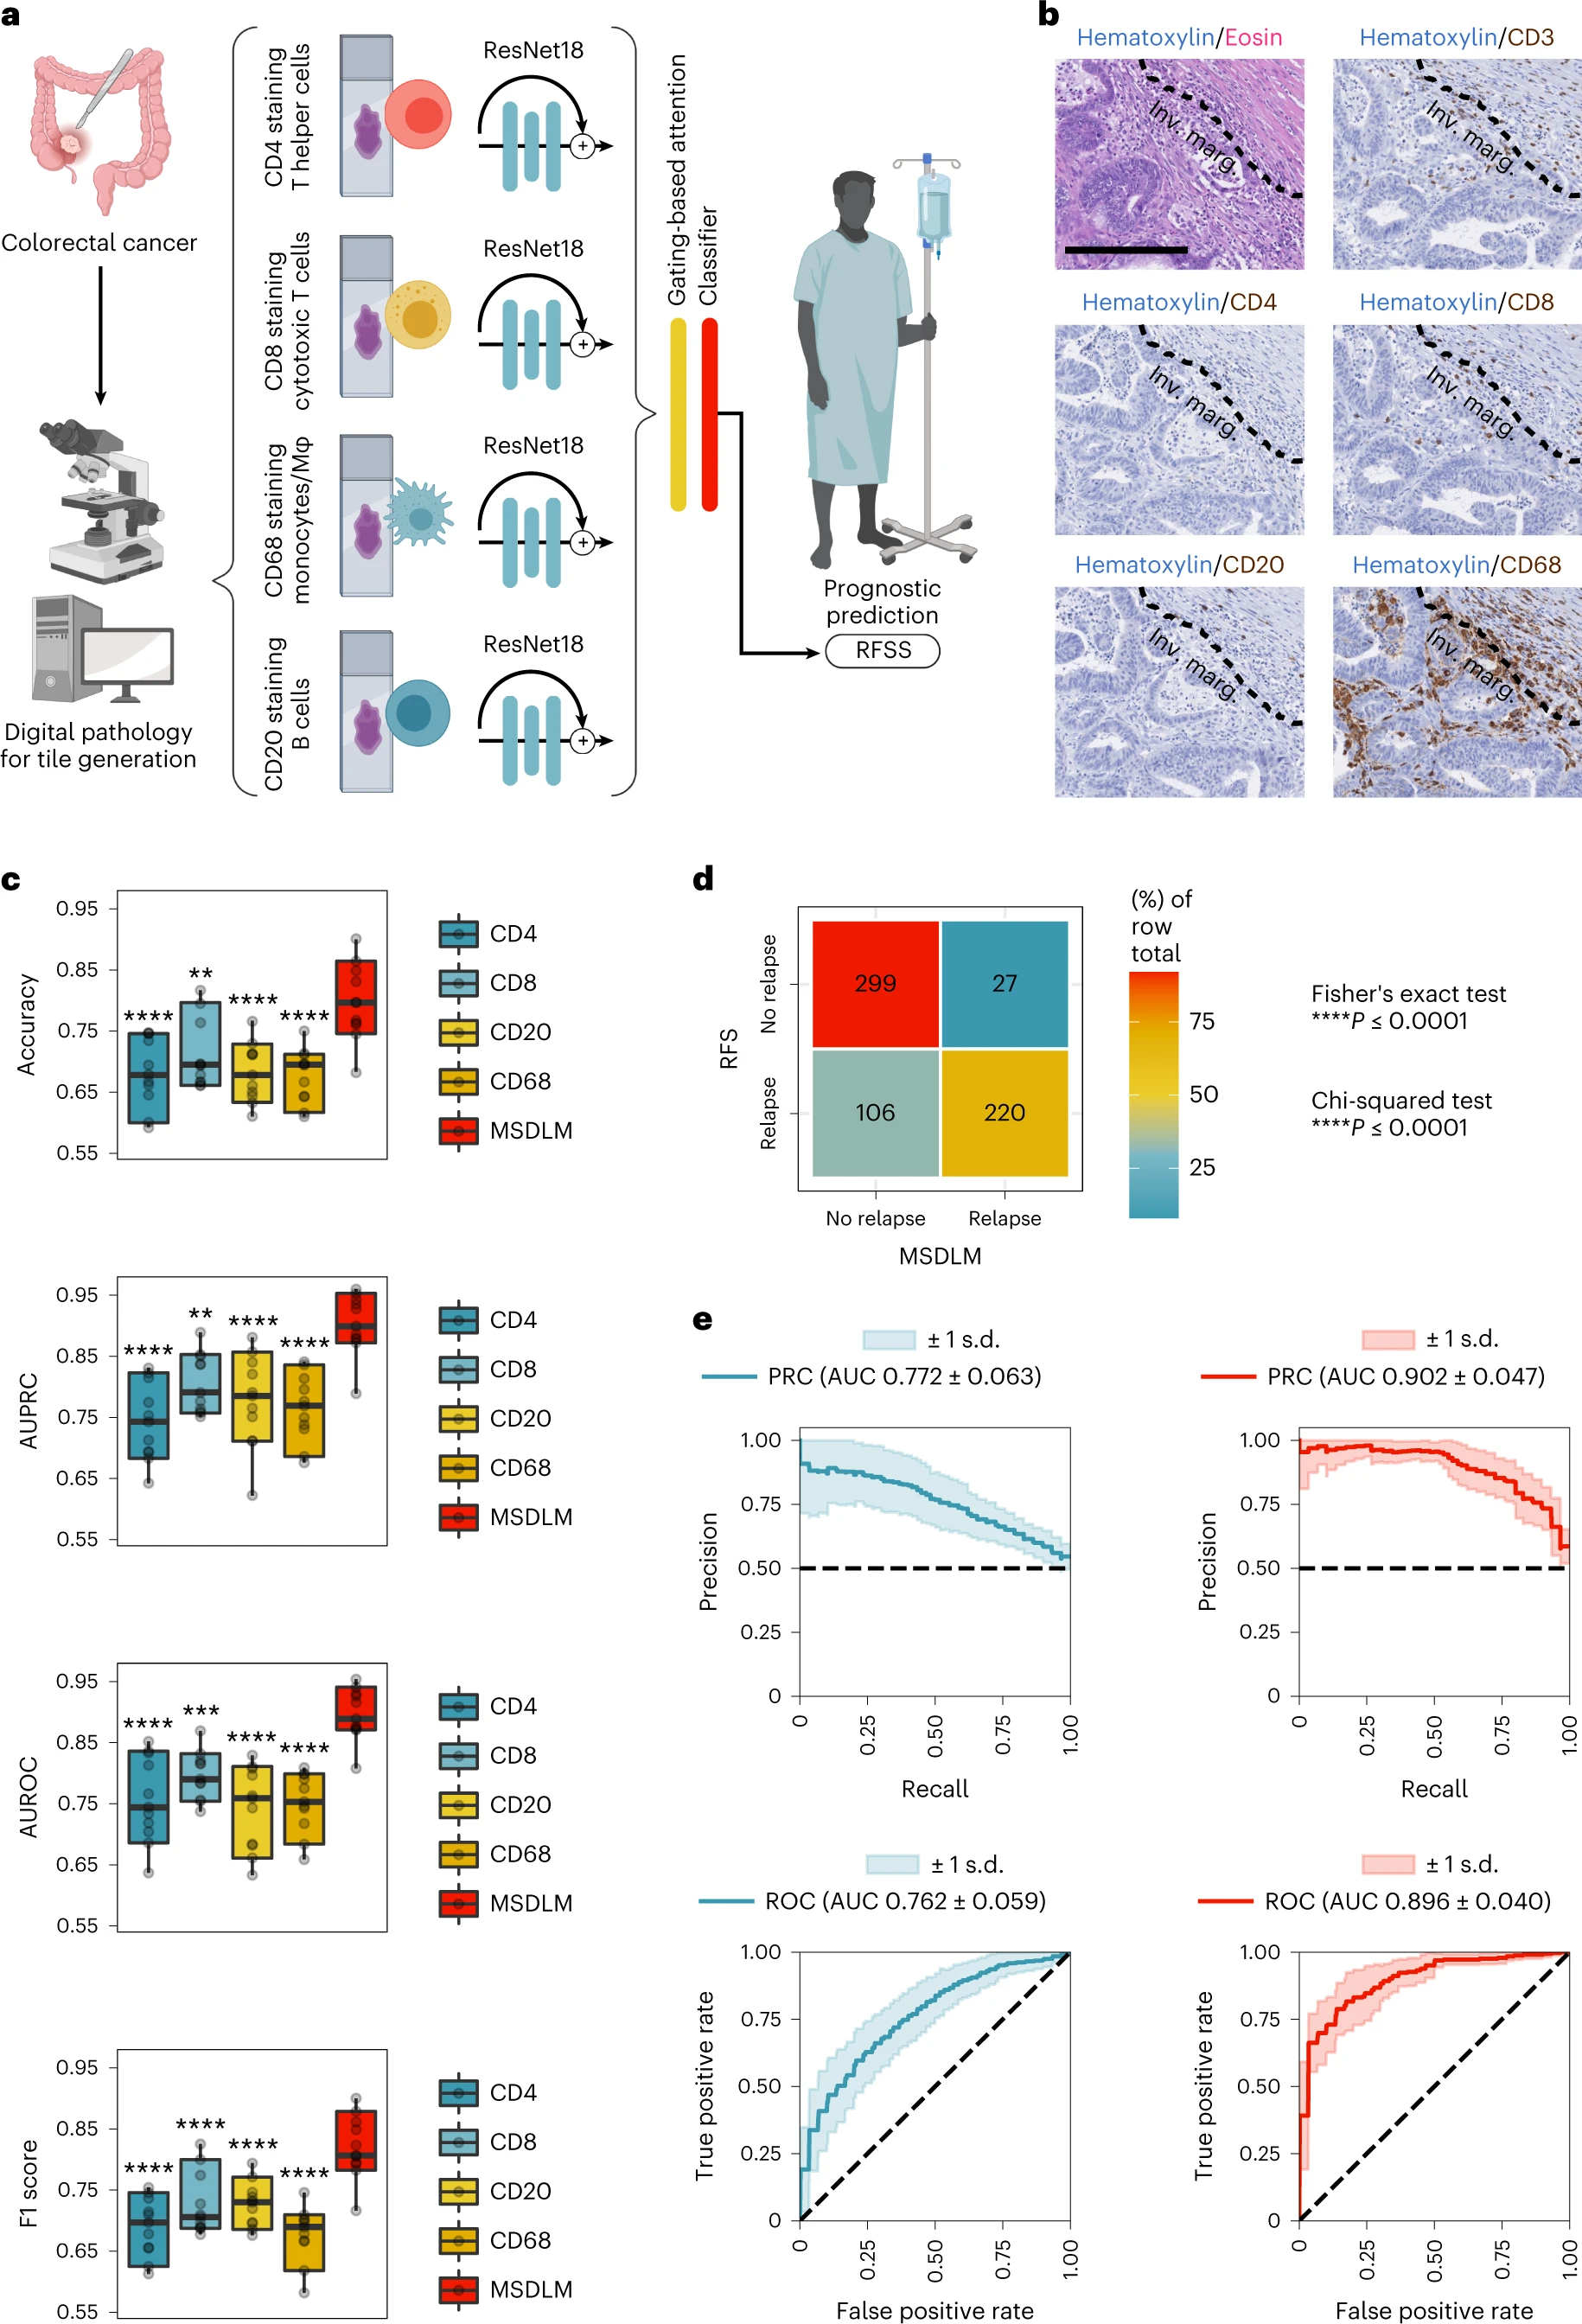 a
Colorectal cancer
Digital pathology
for tile generation
CD4 staining
T helper cells
ResNet18
+
CD8 staining
cytotoxic T cells
ResNet18
+
CD68 staining
monocytes/Mφ
ResNet18
+
CD20 staining
B cells
ResNet18
+
Gating-based attention
Classifier
Prognostic
prediction
RFSS
b
Hematoxylin/Eosin
Inv. marg.
Hematoxylin/CD3
Inv. marg.
Hematoxylin/CD4
Inv. marg.
Hematoxylin/CD8
Inv. marg.
Hematoxylin/CD20
Inv. marg.
Hematoxylin/CD68
Inv. marg.
c
Accuracy
0.95
0.85
0.75
0.65
0.55
****
**
****
****
CD4
CD8
CD20
CD68
MSDLM
AUPRC
0.95
0.85
0.75
0.65
0.55
****
**
****
****
CD4
CD8
CD20
CD68
MSDLM
AUROC
0.95
0.85
0.75
0.65
0.55
****
***
****
****
CD4
CD8
CD20
CD68
MSDLM
F1 score
0.95
0.85
0.75
0.65
0.55
****
****
****
****
CD4
CD8
CD20
CD68
MSDLM
d
RFS
No relapse
Relapse
299
27
106
220
No relapse
Relapse
MSDLM
(%) of
row
total
75
50
25
Fisher's exact test
****P ≤ 0.0001
Chi-squared test
****P ≤ 0.0001
e
± 1 s.d.
PRC (AUC 0.772 ± 0.063)
Precision
1.00
0.75
0.50
0.25
0
0
0.25
0.50
0.75
1.00
Recall
± 1 s.d.
PRC (AUC 0.902 ± 0.047)
Precision
1.00
0.75
0.50
0.25
0
0
0.25
0.50
0.75
1.00
Recall
± 1 s.d.
ROC (AUC 0.762 ± 0.059)
True positive rate
1.00
0.75
0.50
0.25
0
0
0.25
0.50
0.75
1.00
False positive rate
± 1 s.d.
ROC (AUC 0.896 ± 0.040)
True positive rate
1.00
0.75
0.50
0.25
0
0
0.25
0.50
0.75
1.00
False positive rate